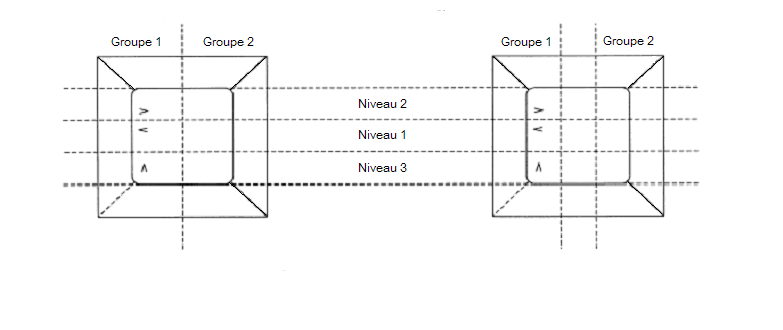 Groupe 1 Groupe 2 Groupe 1 Groupe 2
> Niveau 2 >
< Niveau 1 <
∧ Niveau 3 ∧